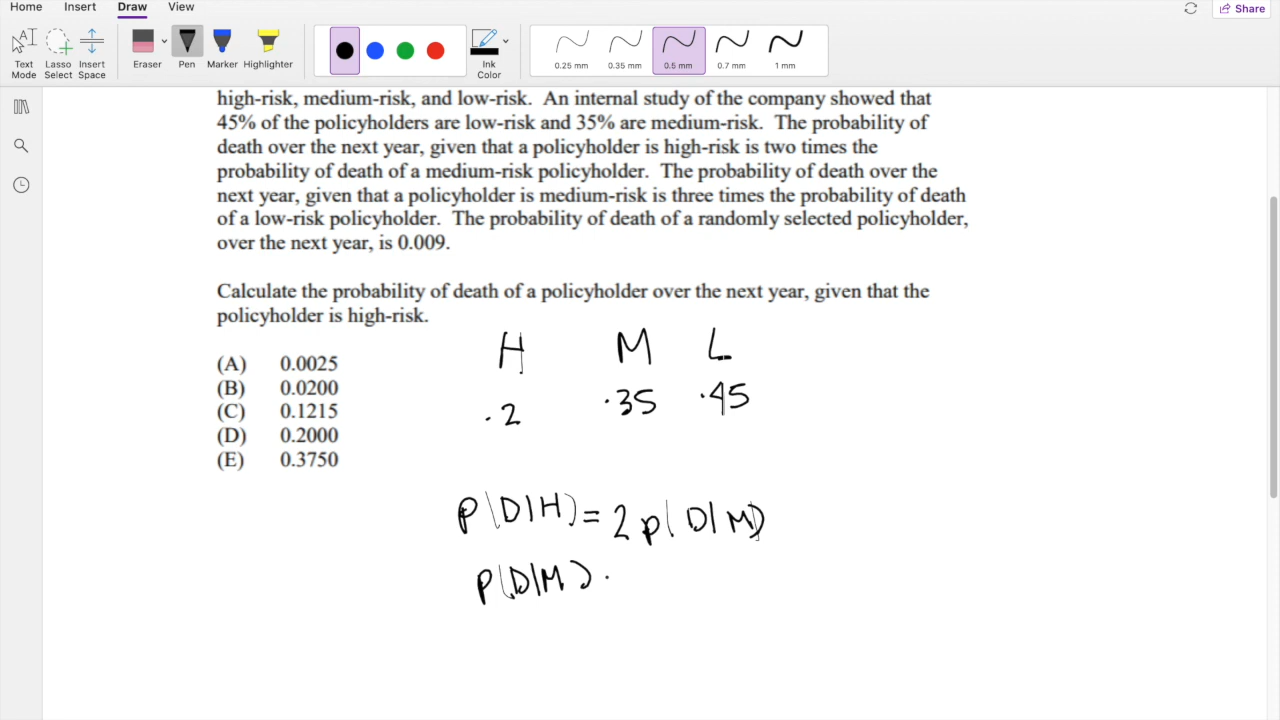 Home Insert Draw View
Share
Text Mode
Lasso Select
Insert Space
Eraser
Pen
Marker
Highlighter
Ink Color
0.25 mm
0.35 mm
0.5 mm
0.7 mm
1 mm
high-risk, medium-risk, and low-risk. An internal study of the company showed that
45% of the policyholders are low-risk and 35% are medium-risk. The probability of
death over the next year, given that a policyholder is high-risk is two times the
probability of death of a medium-risk policyholder. The probability of death over the
next year, given that a policyholder is medium-risk is three times the probability of death
of a low-risk policyholder. The probability of death of a randomly selected policyholder,
over the next year, is 0.009.
Calculate the probability of death of a policyholder over the next year, given that the
policyholder is high-risk.
H M L
(A) 0.0025
(B) 0.0200
(C) 0.1215
(D) 0.2000
(E) 0.3750
.2 .35 .45
P(D|H) = 2 P(D|M)
P(D|M) .